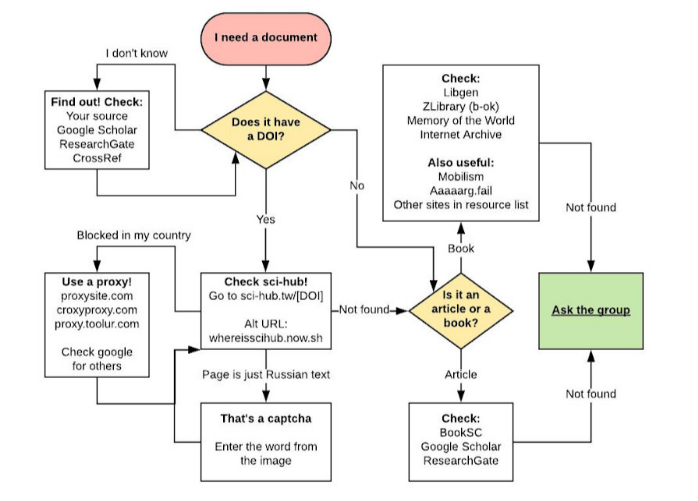 I need a document
I don't know
Find out! Check:
Your source
Google Scholar
ResearchGate
CrossRef
Does it have
a DOI?
Check:
Libgen
ZLibrary (b-ok)
Memory of the World
Internet Archive
Also useful:
Mobilism
Aaaaarg.fail
Other sites in resource list
No
Yes
Not found
Blocked in my country
Book
Use a proxy!
proxysite.com
croxyproxy.com
proxy.toolur.com
Check google
for others
Check sci-hub!
Go to sci-hub.tw/[DOI]
Alt URL:
whereisscihub.now.sh
Not found
Is it an
article or a
book?
Ask the group
Page is just Russian text
Article
Not found
That's a captcha
Enter the word from
the image
Check:
BookSC
Google Scholar
ResearchGate